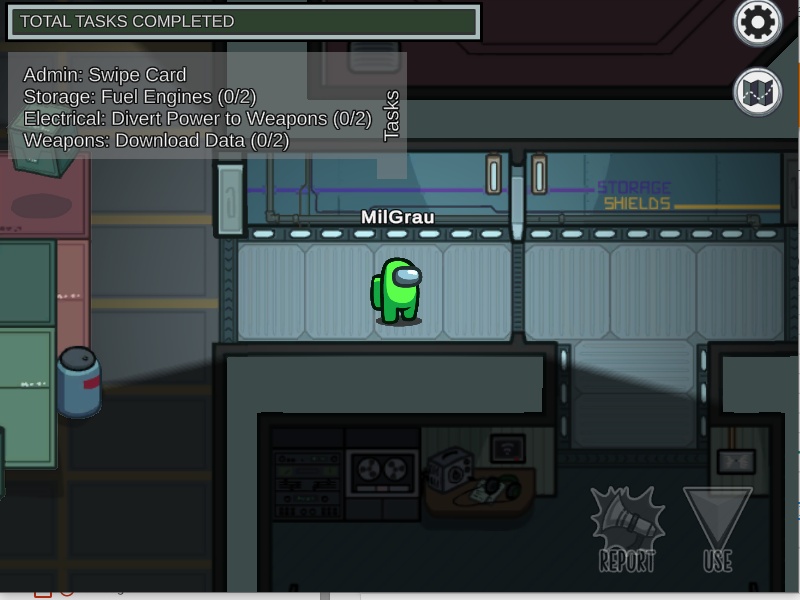 TOTAL TASKS COMPLETED
Admin: Swipe Card
Storage: Fuel Engines (0/2)
Electrical: Divert Power to Weapons (0/2)
Weapons: Download Data (0/2)
Tasks
STORAGE
SHIELDS
MilGrau
REPORT
USE